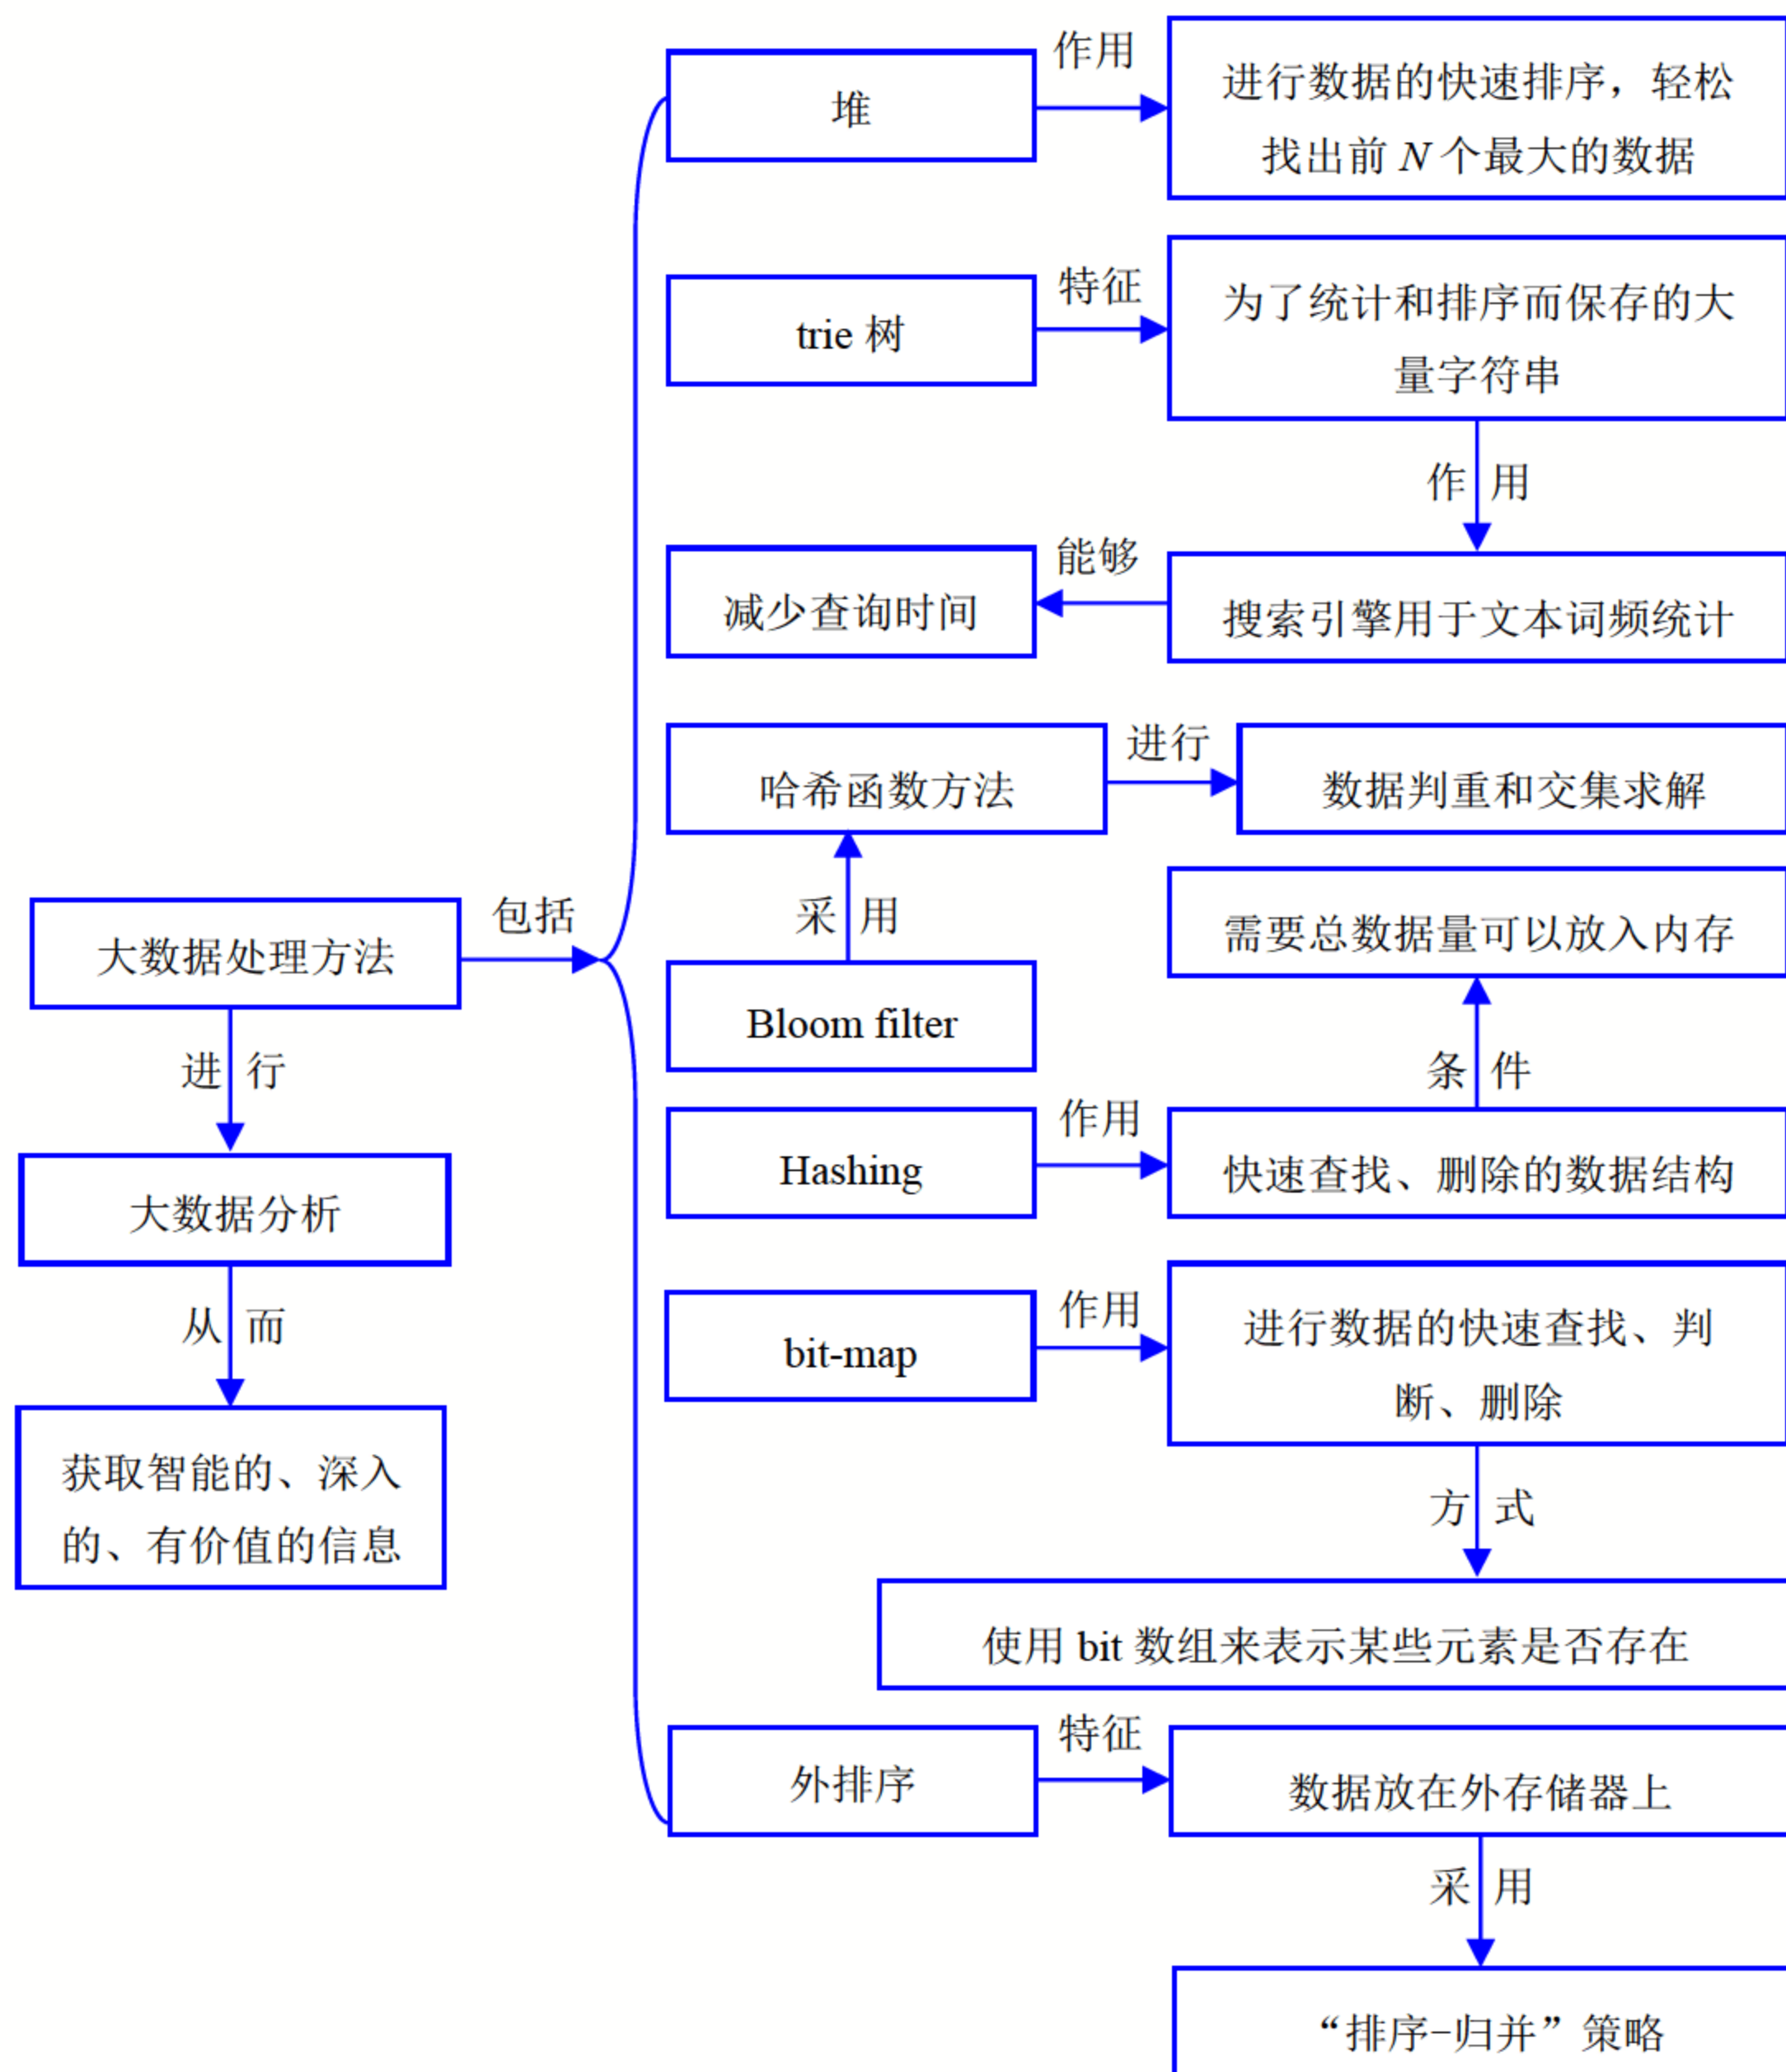 作用
堆
进行数据的快速排序，轻松
找出前 N 个最大的数据
特征
trie 树
为了统计和排序而保存的大
量字符串
作用
能够
减少查询时间
搜索引擎用于文本词频统计
进行
哈希函数方法
数据判重和交集求解
采用
需要总数据量可以放入内存
包括
大数据处理方法
Bloom filter
进行
条件
作用
Hashing
快速查找、删除的数据结构
大数据分析
从而
作用
bit-map
进行数据的快速查找、判
断、删除
获取智能的、深入
的、有价值的信息
方式
使用 bit 数组来表示某些元素是否存在
特征
外排序
数据放在外存储器上
采用
“排序-归并”策略